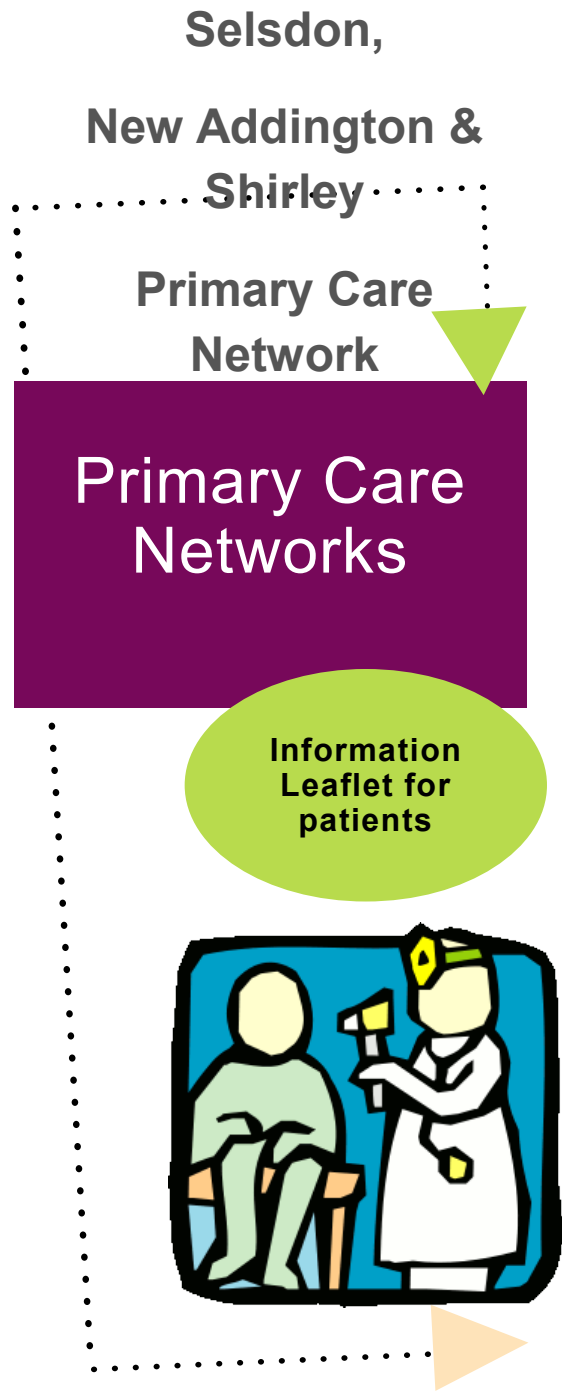 Selsdon,
New Addington &
Shirley
Primary Care
Network
Primary Care
Networks
Information
Leaflet for
patients